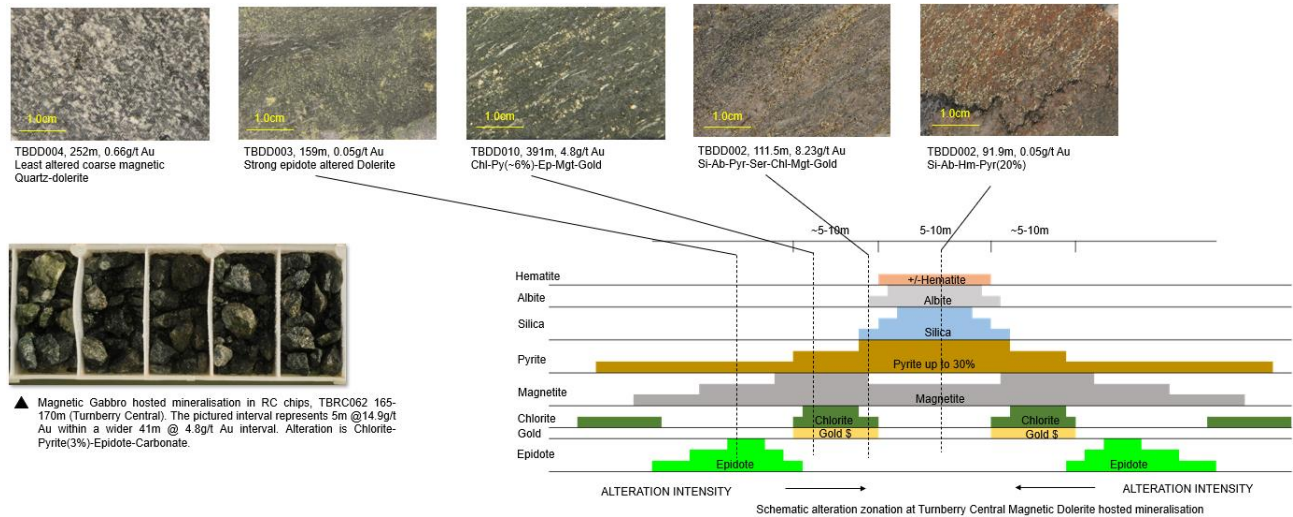 1.0cm
1.0cm
1.0cm
1.0cm
1.0cm
TBDD004, 252m, 0.66g/t Au
Least altered coarse magnetic
Quartz-dolerite
TBDD003, 159m, 0.05g/t Au
Strong epidote altered Dolerite
TBDD010, 391m, 4.8g/t Au
Chl-Py(~6%)-Ep-Mgt-Gold
TBDD002, 111.5m, 8.23g/t Au
Si-Ab-Pyr-Ser-Chl-Mgt-Gold
TBDD002, 91.9m, 0.05g/t Au
Si-Ab-Hm-Pyr(20%)
▲ Magnetic Gabbro hosted mineralisation in RC chips, TBRC062 165-
170m (Turnberry Central). The pictured interval represents 5m @14.9g/t
Au within a wider 41m @ 4.8g/t Au interval. Alteration is Chlorite-
Pyrite(3%)-Epidote-Carbonate.
~5-10m 5-10m ~5-10m
Hematite +/-Hematite
Albite Albite
Silica Silica
Pyrite Pyrite up to 30%
Magnetite Magnetite
Chlorite Chlorite Chlorite
Gold Gold $ Gold $
Epidote Epidote Epidote
ALTERATION INTENSITY ALTERATION INTENSITY
Schematic alteration zonation at Turnberry Central Magnetic Dolerite hosted mineralisation